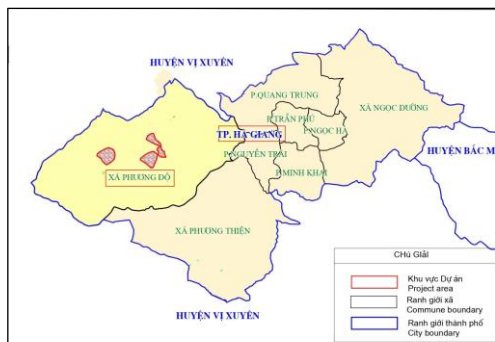 HUYỆN VỊ XUYÊN
P.QUANG TRUNG
XÃ NGỌC ĐƯỜNG
P.TRẦN PHÚ
P.NGỌC HÀ
TP. HÀ GIANG
P.NGUYỄN TRÃI
P.MINH KHAI
HUYỆN BẮC M
XÃ PHƯƠNG ĐỘ
XÃ PHƯƠNG THIỆN
HUYỆN VỊ XUYÊN
CHÚ GIẢI
Khu vực Dự án
Project area
Ranh giới xã
Commune boundary
Ranh giới thành phố
City boundary